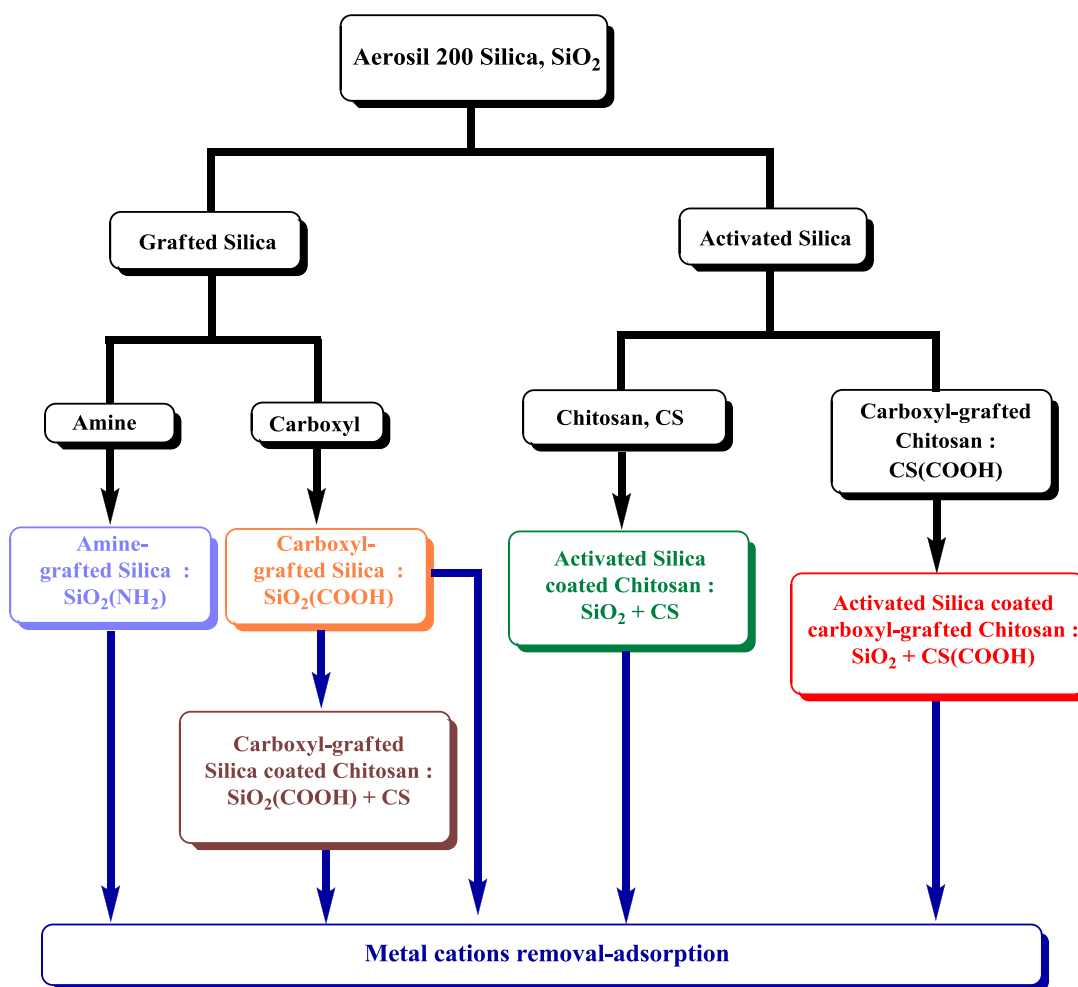 Aerosil 200 Silica, SiO₂
Grafted Silica
Activated Silica
Amine
Carboxyl
Chitosan, CS
Carboxyl-grafted
Chitosan :
CS(COOH)
Amine-
grafted Silica :
SiO₂(NH₂)
Carboxyl-
grafted Silica :
SiO₂(COOH)
Activated Silica
coated Chitosan :
SiO₂ + CS
Activated Silica coated
carboxyl-grafted Chitosan :
SiO₂ + CS(COOH)
Carboxyl-grafted
Silica coated Chitosan :
SiO₂(COOH) + CS
Metal cations removal-adsorption